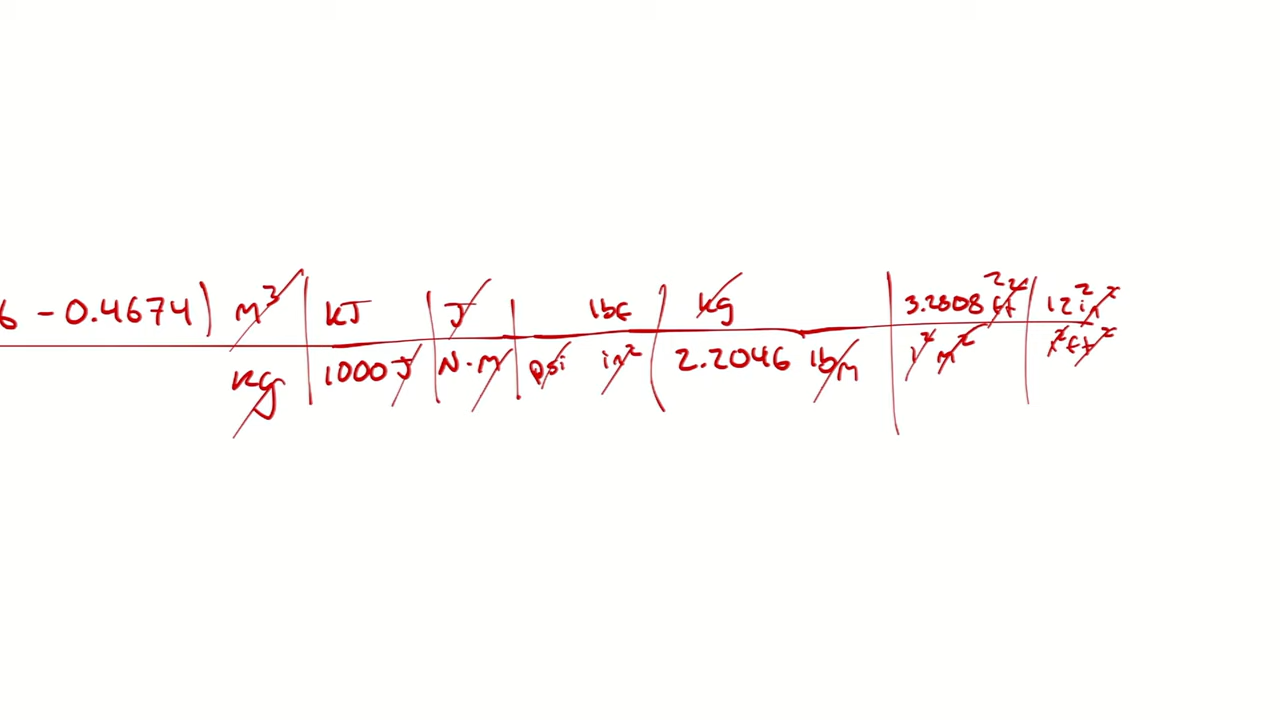 6 - 0.4674) m³ | kJ | J | lbf | kg | 3.2808² ft² | 12² in²
kg | 1000 J | N·m | psi in² | 2.2046 lbm | 1² m² | 1² ft²